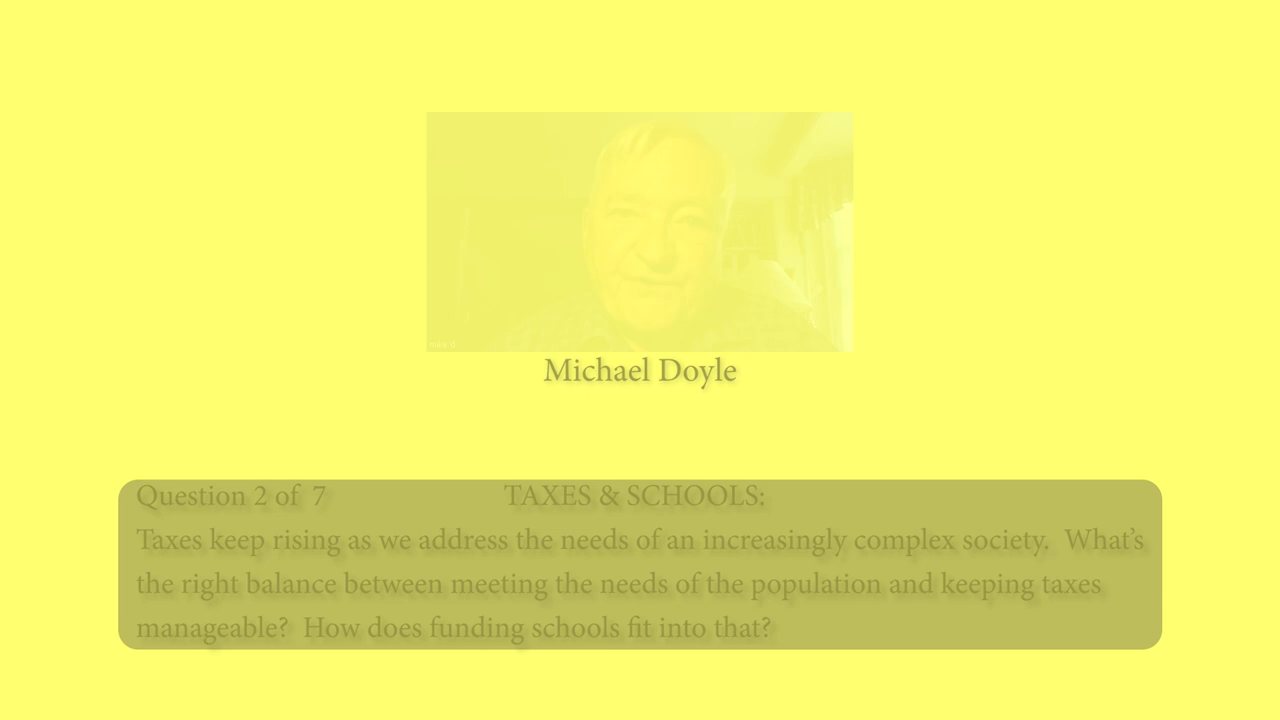 Michael Doyle
Question 2 of 7 TAXES & SCHOOLS:
Taxes keep rising as we address the needs of an increasingly complex society. What's
the right balance between meeting the needs of the population and keeping taxes
manageable? How does funding schools fit into that?